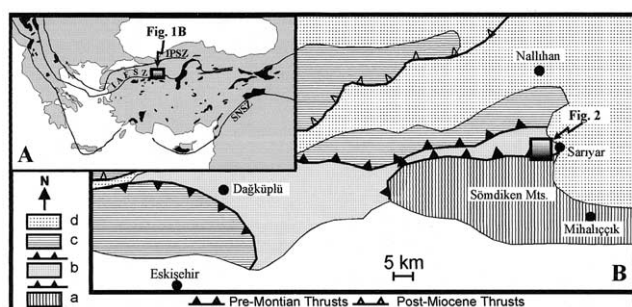 Fig. 1B
IPSZ
IAESZ
SNSZ
A
N
d
c
b
a
Nallıhan
Fig. 2
Sarıyar
Dağküplü
Sömdiken Mts.
Mihalıççık
Eskişehir
5 km
B
Pre-Montian Thrusts
Post-Miocene Thrusts